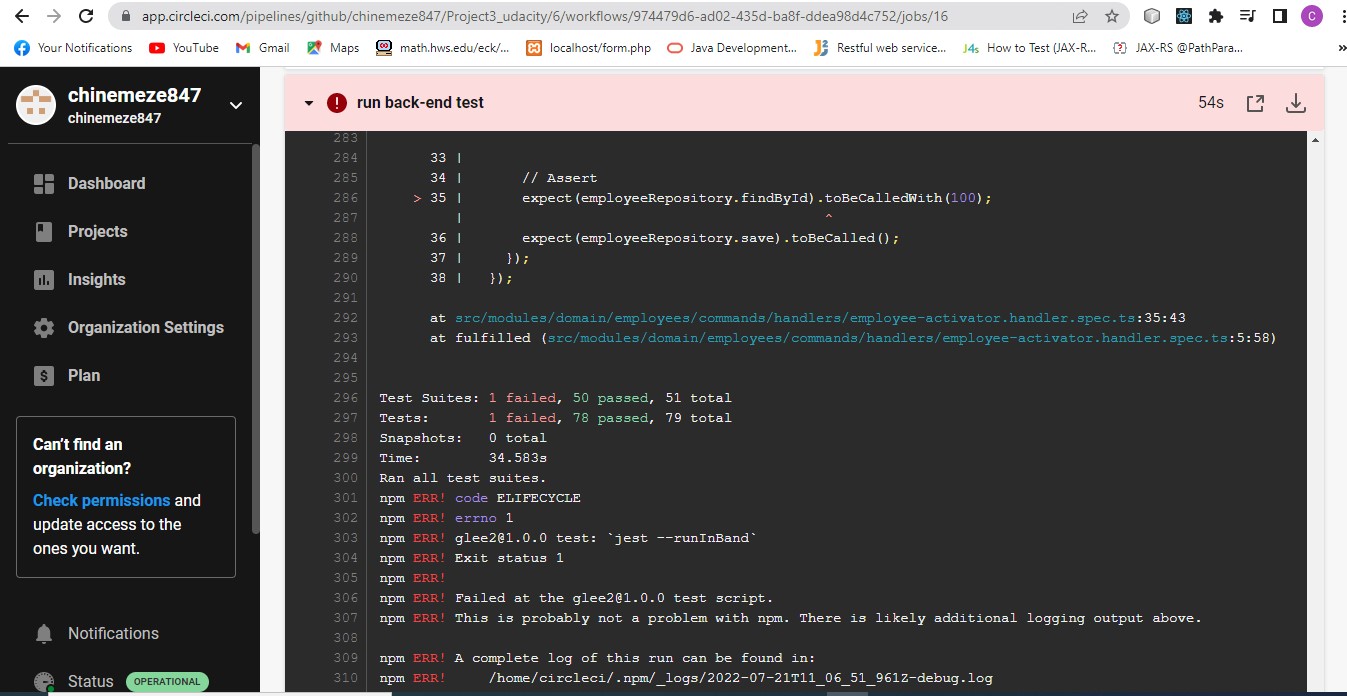 app.circleci.com/pipelines/github/chinemeze847/Project3_udacity/6/workflows/974479d6-ad02-435d-ba8f-ddea98d4c752/jobs/16
C
Your Notifications YouTube Gmail Maps math.hws.edu/eck/... localhost/form.php Java Development... Restful web service... J4s How to Test (JAX-R... JAX-RS @PathPara... »
chinemeze847
chinemeze847
Dashboard
Projects
Insights
Organization Settings
Plan
Can't find an
organization?
Check permissions and
update access to the
ones you want.
Notifications
Status OPERATIONAL
run back-end test 54s
283
284 33 |
285 34 | // Assert
286 > 35 | expect(employeeRepository.findById).toBeCalledWith(100);
287 | ^
288 36 | expect(employeeRepository.save).toBeCalled();
289 37 | });
290 38 | });
291
292 at src/modules/domain/employees/commands/handlers/employee-activator.handler.spec.ts:35:43
293 at fulfilled (src/modules/domain/employees/commands/handlers/employee-activator.handler.spec.ts:5:58)
294
295
296 Test Suites: 1 failed, 50 passed, 51 total
297 Tests: 1 failed, 78 passed, 79 total
298 Snapshots: 0 total
299 Time: 34.583s
300 Ran all test suites.
301 npm ERR! code ELIFECYCLE
302 npm ERR! errno 1
303 npm ERR! glee2@1.0.0 test: `jest --runInBand`
304 npm ERR! Exit status 1
305 npm ERR!
306 npm ERR! Failed at the glee2@1.0.0 test script.
307 npm ERR! This is probably not a problem with npm. There is likely additional logging output above.
308
309 npm ERR! A complete log of this run can be found in:
310 npm ERR! /home/circleci/.npm/_logs/2022-07-21T11_06_51_961Z-debug.log